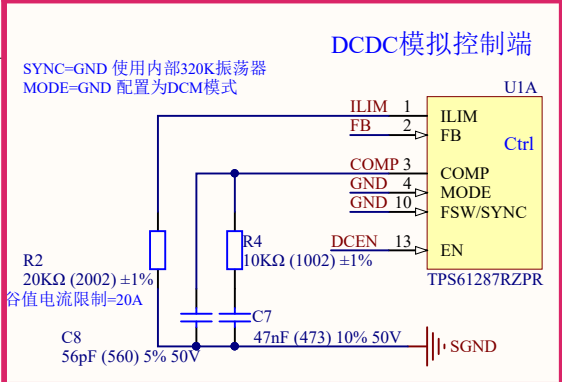 DCDC模拟控制端
SYNC=GND 使用内部320K振荡器
MODE=GND 配置为DCM模式
U1A
ILIM 1 ILIM
FB 2 FB
Ctrl
COMP 3 COMP
GND 4 MODE
GND 10 FSW/SYNC
DCEN 13 EN
R4
10KΩ (1002) ±1%
R2
20KΩ (2002) ±1%
谷值电流限制=20A
TPS61287RZPR
C7
47nF (473) 10% 50V
C8
56pF (560) 5% 50V
SGND